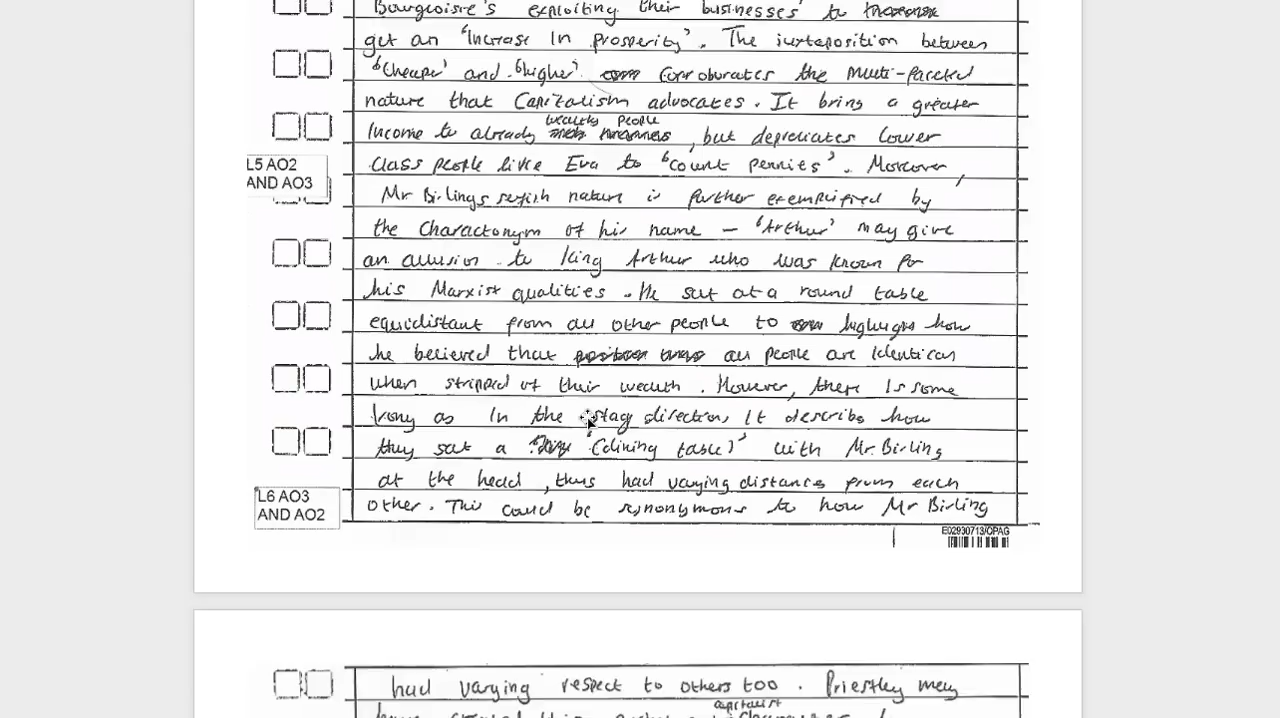 Bourgeoisie's exploiting their businesses' to
get an 'Increase in prosperity'. The juxtaposition between
'Cheaper' and 'higher' corroborates the multi-faceted
nature that Capitalism advocates. It bring a greater
wealthy people
Income to already , but depreciates lower
L5 AO2
AND AO3
class people like Eva to 'count pennies'. Moreover,
Mr Birlings selfish nature is further exemplified by
the Charactonym of his name – 'Arthur' may give
an allusion to King Arthur who was known for
his Marxist qualities. He sat at a round table
equidistant from all other people to highlight how
he believed that all people are identical
when stripped of their wealth. However, there is some
Irony as in the stage direction, it describes how
they sat a '(dining table)' with Mr. Birling
at the head, thus had varying distances from each
L6 AO3
AND AO2
other. This could be synonymous to how Mr Birling
E02930713/CPAG
had varying respect to others too. Priestley may
capitalist